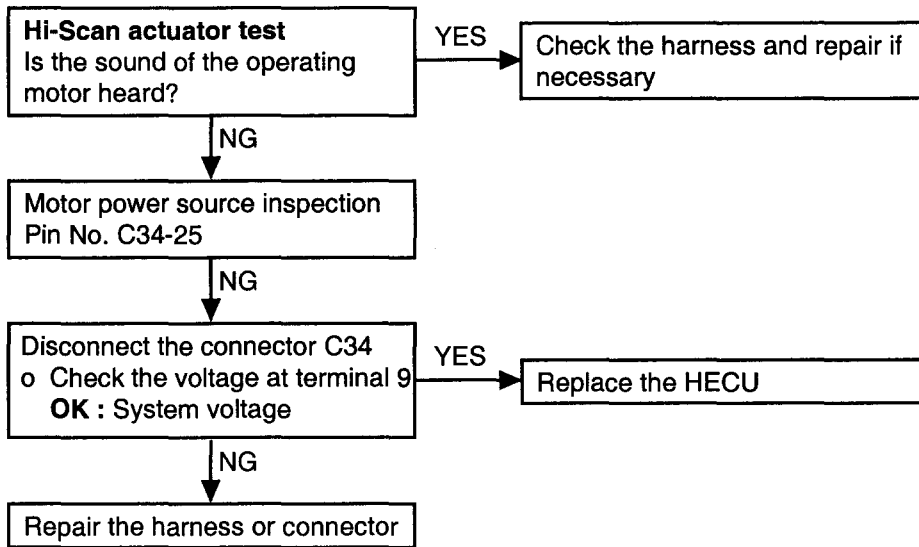 Hi-Scan actuator test
Is the sound of the operating
motor heard?
YES
Check the harness and repair if
necessary
NG
Motor power source inspection
Pin No. C34-25
NG
Disconnect the connector C34
o Check the voltage at terminal 9
OK : System voltage
YES
Replace the HECU
NG
Repair the harness or connector